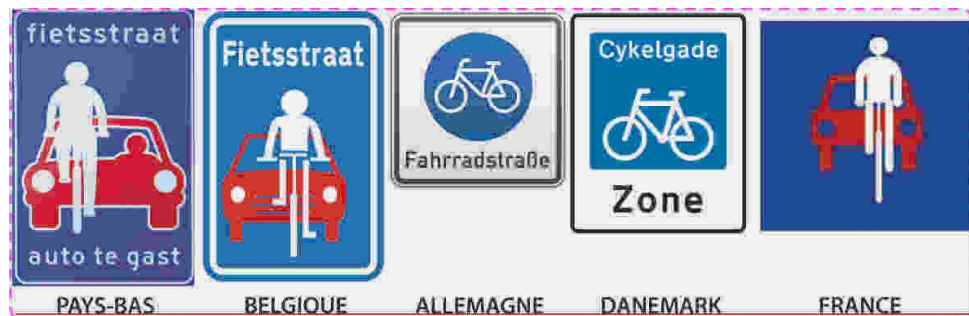 fietsstraat
auto te gast
Fietsstraat
Fahrradstraße
Cykelgade
Zone
PAYS-BAS
BELGIQUE
ALLEMAGNE
DANEMARK
FRANCE